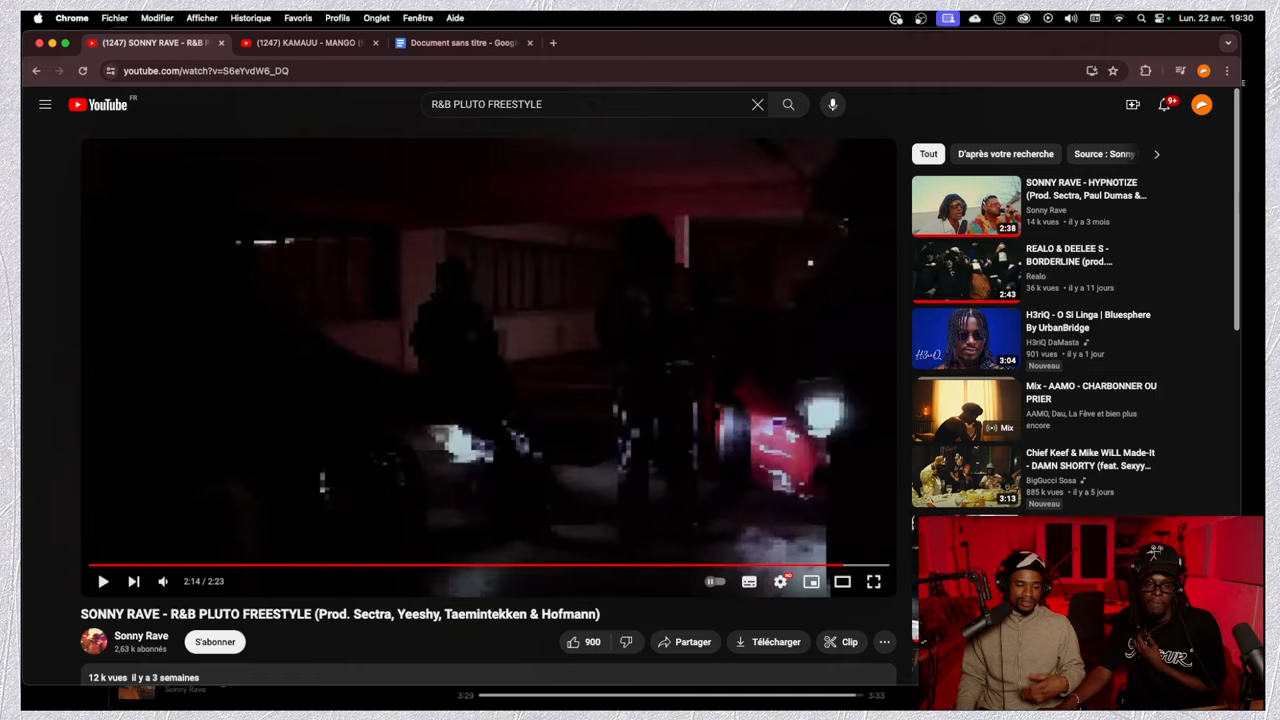 Chrome Fichier Modifier Afficher Historique Favoris Profils Onglet Fenêtre Aide Lun. 22 avr. 19:30
(1247) SONNY RAVE - R&B P
(1247) KAMAUU - MANGO (
Document sans titre - Goog
youtube.com/watch?v=S6eYvdW6_DQ
YouTube FR
R&B PLUTO FREESTYLE
9+
Tout D'après votre recherche Source : Sonny
SONNY RAVE - HYPNOTIZE
(Prod. Sectra, Paul Dumas &...
Sonny Rave
14 k vues • il y a 3 mois
2:38
REALO & DEELEE S -
BORDERLINE (prod....
Realo
36 k vues • il y a 11 jours
2:43
H3riQ - O Si Linga | Bluesphere
By UrbanBridge
H3riQ DaMasta
901 vues • il y a 1 jour
Nouveau
H3riQ
3:04
Mix - AAMO - CHARBONNER OU
PRIER
AAMO, Dau, La Fève et bien plus
encore
Mix
Chief Keef & Mike WiLL Made-It
- DAMN SHORTY (feat. Sexyy...
BigGucci Sosa
885 k vues • il y a 5 jours
Nouveau
3:13
2:14 / 2:23
HD
SONNY RAVE - R&B PLUTO FREESTYLE (Prod. Sectra, Yeeshy, Taemintekken & Hofmann)
Sonny Rave
2,63 k abonnés
S'abonner
900
Partager
Télécharger
Clip
12 k vues il y a 3 semaines
Sonny Rave
3:29
3:33